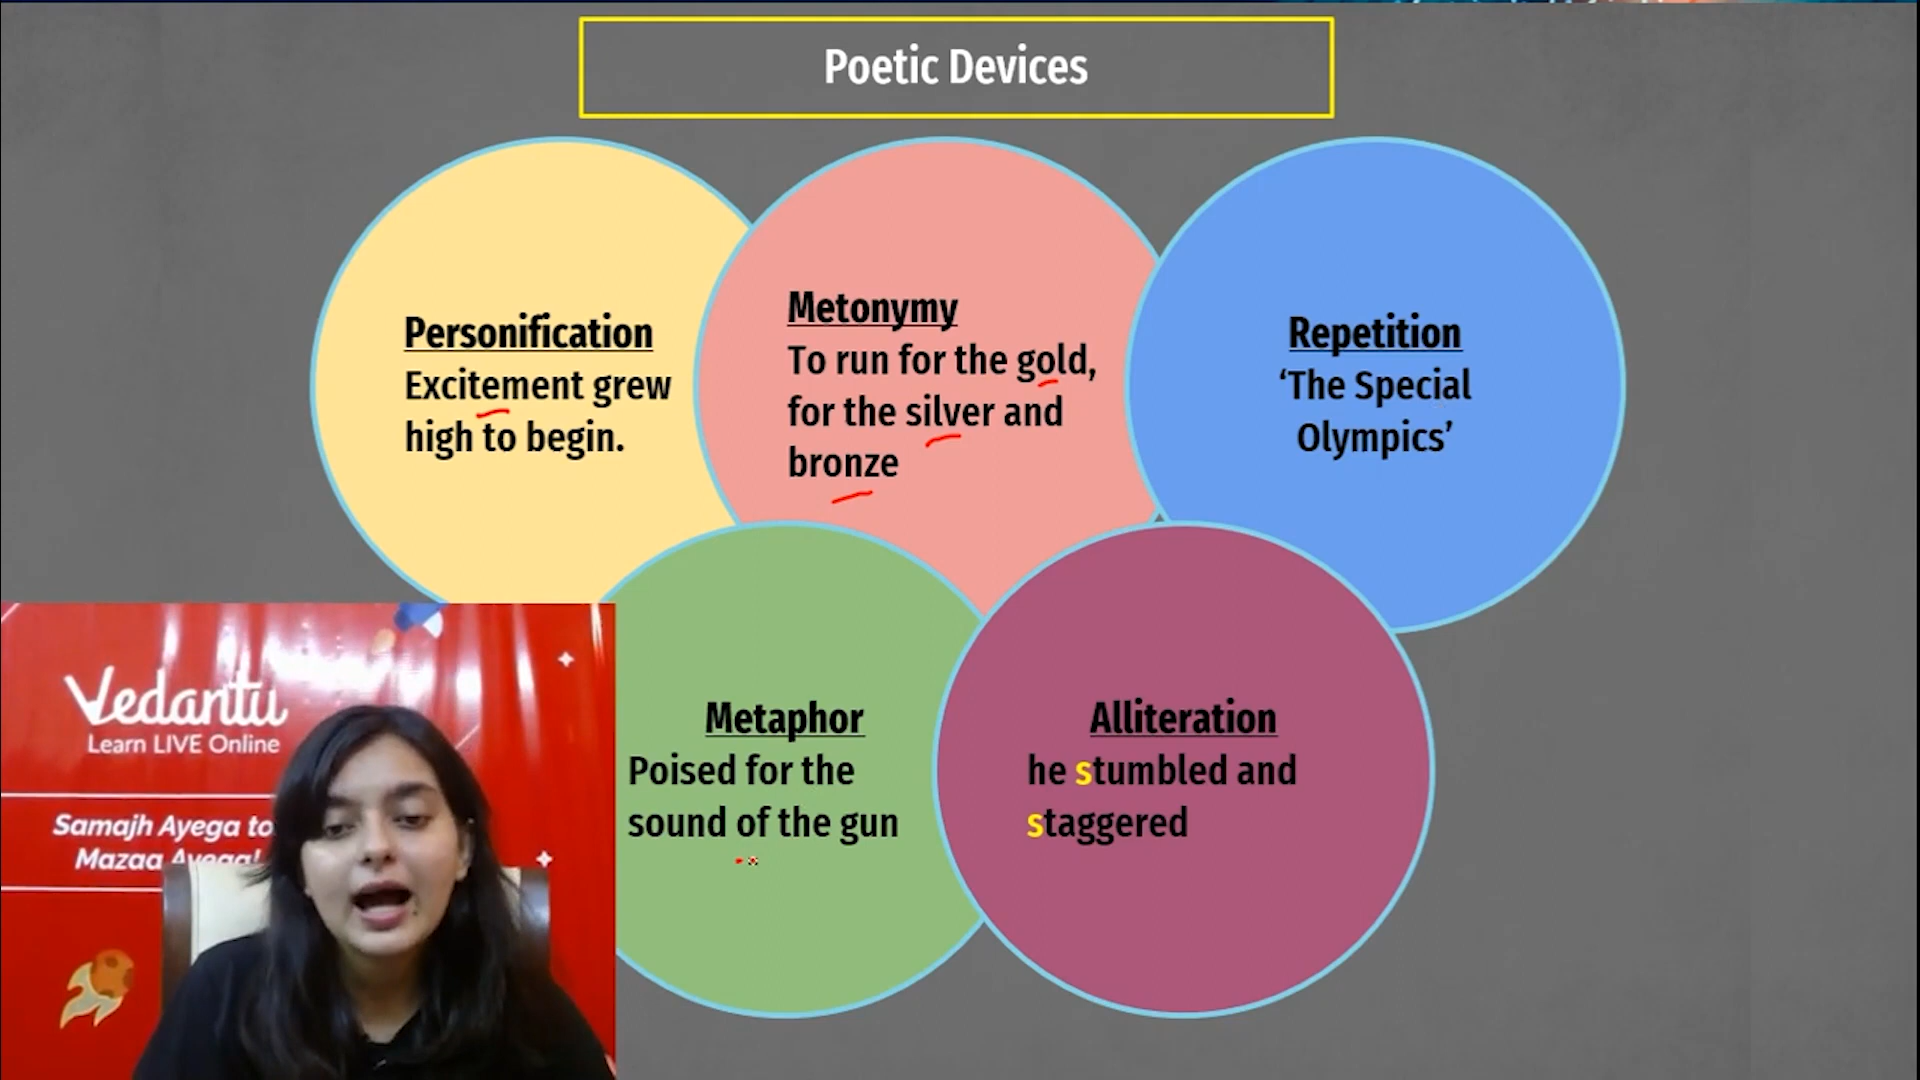 Poetic Devices
Personification
Excitement grew
high to begin.
Metonymy
To run for the gold,
for the silver and
bronze
Repetition
‘The Special
Olympics’
Metaphor
Poised for the
sound of the gun
Alliteration
he stumbled and
staggered
Vedantu
Learn LIVE Online
Samajh Ayega to
Mazaa Ayega!